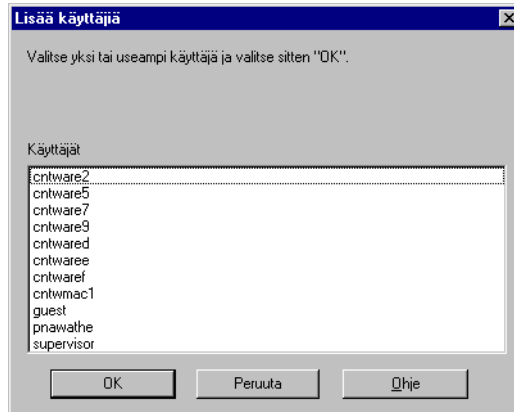 Lisää käyttäjiä
Valitse yksi tai useampi käyttäjä ja valitse sitten "OK".
Käyttäjät
cntware2
cntware5
cntware7
cntware9
cntwared
cntwaree
cntwaref
cntwmac1
guest
pnawathe
supervisor
OK Peruuta Ohje